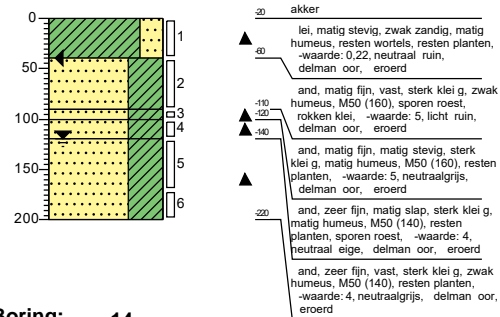 0
50
100
150
200
1
2
3
4
5
6
-20
akker
lei, matig stevig, zwak zandig, matig
humeus, resten wortels, resten planten,
-waarde: 0,22, neutraal ruin,
delman oor, eroerd
-60
and, matig fijn, vast, sterk klei g, zwak
humeus, M50 (160), sporen roest,
rokken klei, -waarde: 5, licht ruin,
delman oor, eroerd
-110
-120
and, matig fijn, matig stevig, sterk
klei g, matig humeus, M50 (160), resten
planten, -waarde: 5, neutraalgrijs,
delman oor, eroerd
-140
and, zeer fijn, matig slap, sterk klei g,
matig humeus, M50 (140), resten
planten, sporen roest, -waarde: 4,
neutraal eige, delman oor, eroerd
-220
and, zeer fijn, vast, sterk klei g, zwak
humeus, M50 (140), resten planten,
-waarde: 4, neutraalgrijs, delman oor,
eroerd
Boring: 14